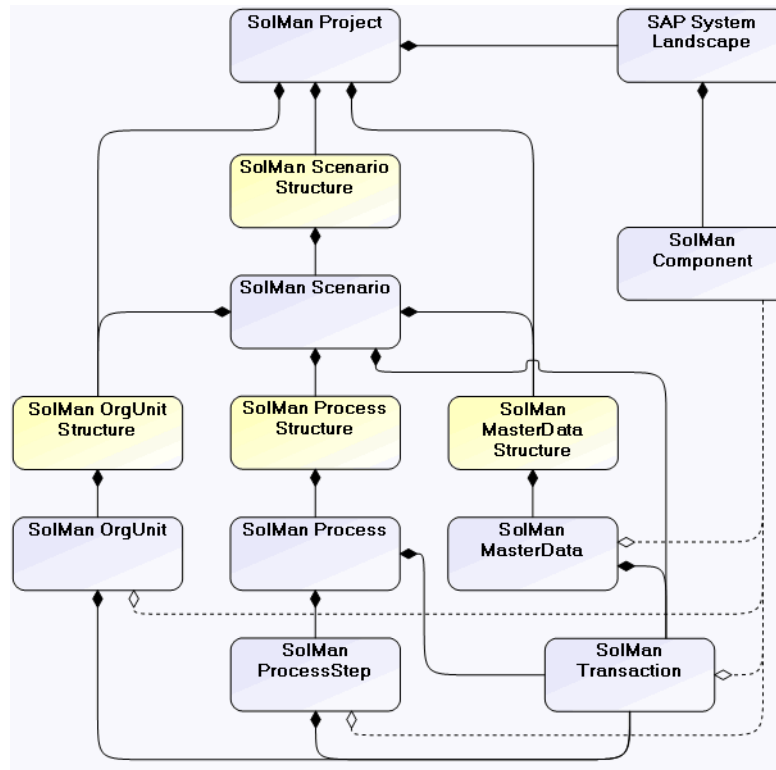 SolMan Project
SAP System
Landscape
SolMan Scenario
Structure
SolMan
Component
SolMan Scenario
SolMan OrgUnit
Structure
SolMan Process
Structure
SolMan
MasterData
Structure
SolMan OrgUnit
SolMan Process
SolMan
MasterData
SolMan
ProcessStep
SolMan
Transaction